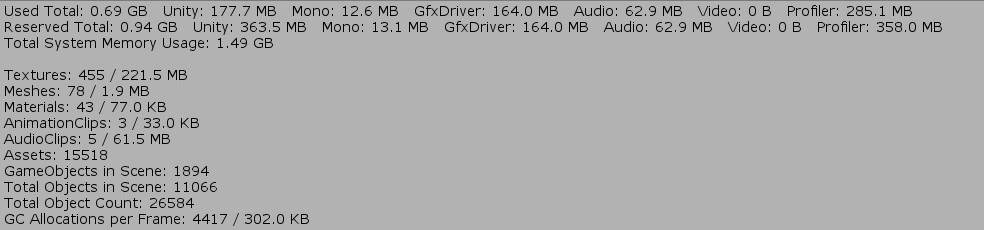 Used Total: 0.69 GB   Unity: 177.7 MB   Mono: 12.6 MB   GfxDriver: 164.0 MB   Audio: 62.9 MB   Video: 0 B   Profiler: 285.1 MB
Reserved Total: 0.94 GB   Unity: 363.5 MB   Mono: 13.1 MB   GfxDriver: 164.0 MB   Audio: 62.9 MB   Video: 0 B   Profiler: 358.0 MB
Total System Memory Usage: 1.49 GB
Textures: 455 / 221.5 MB
Meshes: 78 / 1.9 MB
Materials: 43 / 77.0 KB
AnimationClips: 3 / 33.0 KB
AudioClips: 5 / 61.5 MB
Assets: 15518
GameObjects in Scene: 1894
Total Objects in Scene: 11066
Total Object Count: 26584
GC Allocations per Frame: 4417 / 302.0 KB